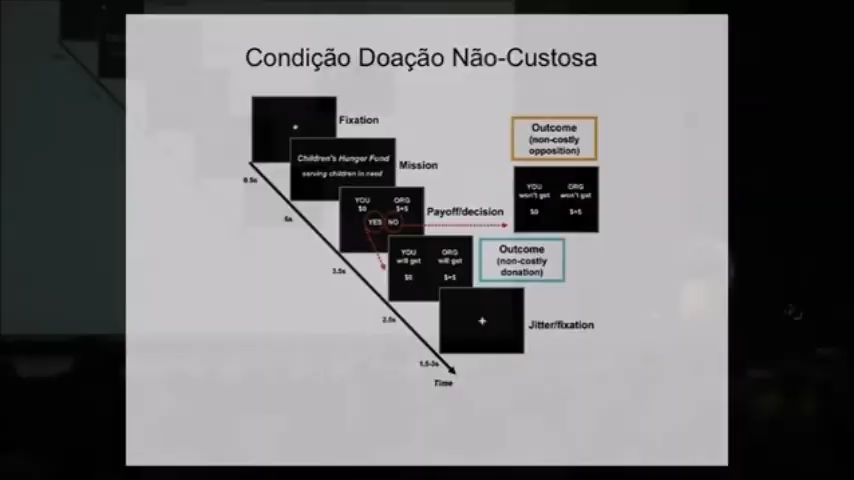 Condição Doação Não-Custosa
Fixation
Children's Hunger Fund
serving children in need
Mission
YOU ORG
$0 $+5
YES NO
Payoff/decision
YOU ORG
will get will get
$0 $+5
Outcome
(non-costly
opposition)
YOU ORG
won't get won't get
$0 $+5
Outcome
(non-costly
donation)
+
Jitter/fixation
0.5s
6s
3.5s
2.5s
1.5-3s
Time